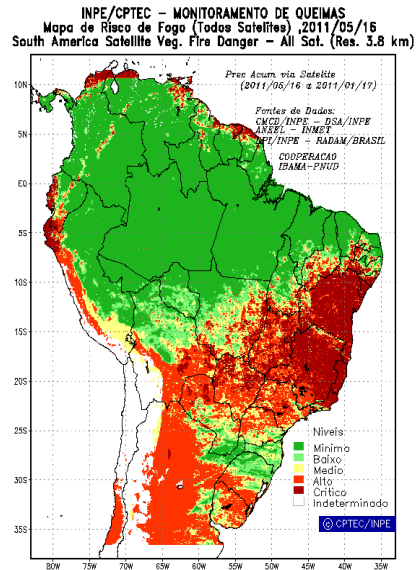 INPE/CPTEC - MONITORAMENTO DE QUEIMAS
Mapa de Risco de Fogo (Todos Satelites) ,2011/05/16
South America Satellite Veg. Fire Danger - All Sat. (Res. 3.8 km)
Prec Acum via Satelite
(2011/05/16 a 2011/01/17)
Fontes de Dados:
CMCD/INPE - DSA/INPE
ANEEL - INMET
DPI/INPE - RADAM/BRASIL
COOPERACAO
IBAMA-PNUD
10N
5N
EQ
5S
10S
15S
20S
25S
30S
35S
Niveis:
Minimo
Baixo
Medio
Alto
Critico
Indeterminado
© CPTEC/INPE
80W 75W 70W 65W 60W 55W 50W 45W 40W 35W